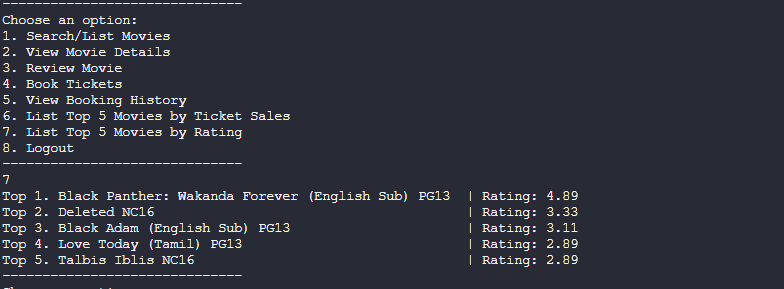 ------------------------------
Choose an option:
1. Search/List Movies
2. View Movie Details
3. Review Movie
4. Book Tickets
5. View Booking History
6. List Top 5 Movies by Ticket Sales
7. List Top 5 Movies by Rating
8. Logout
------------------------------
7
Top 1. Black Panther: Wakanda Forever (English Sub) PG13  | Rating: 4.89
Top 2. Deleted NC16                                       | Rating: 3.33
Top 3. Black Adam (English Sub) PG13                      | Rating: 3.11
Top 4. Love Today (Tamil) PG13                            | Rating: 2.89
Top 5. Talbis Iblis NC16                                  | Rating: 2.89
------------------------------